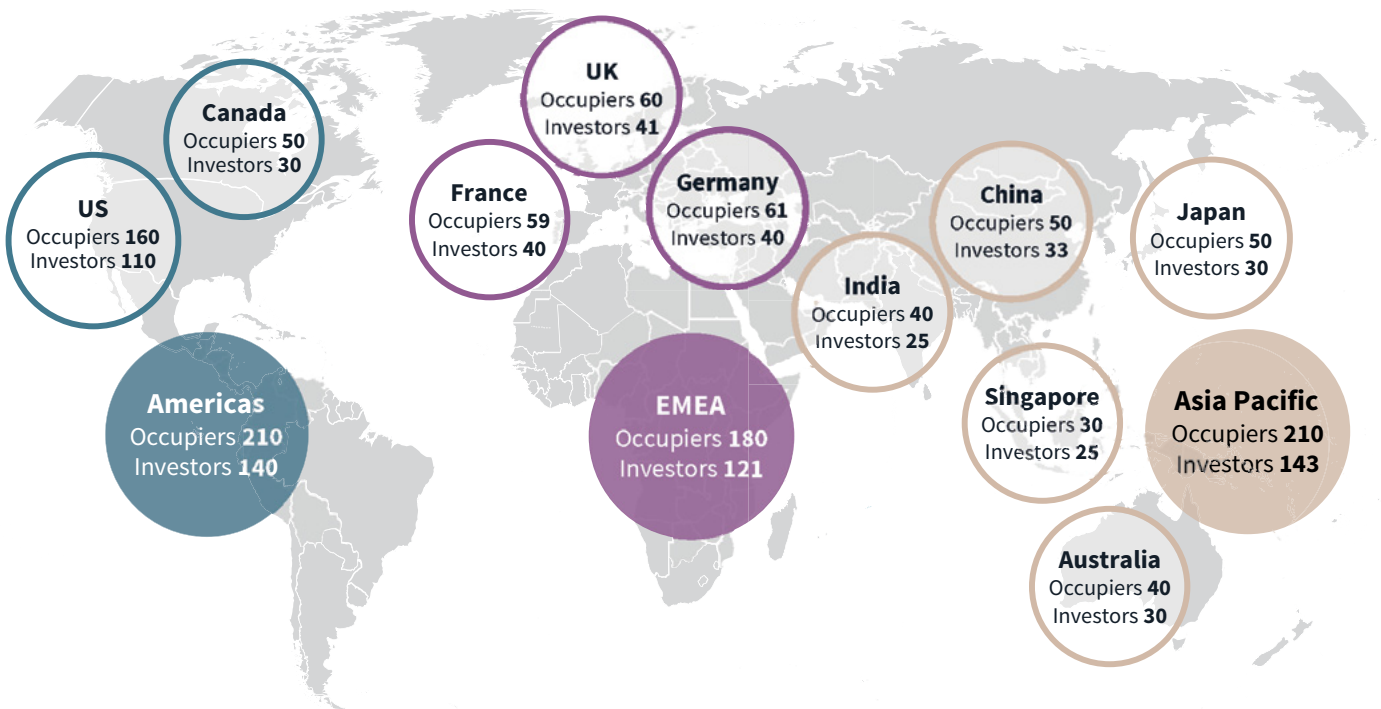 UK
Occupiers 60
Investors 41
Canada
Occupiers 50
Investors 30
US
Occupiers 160
Investors 110
France
Occupiers 59
Investors 40
Germany
Occupiers 61
Investors 40
China
Occupiers 50
Investors 33
Japan
Occupiers 50
Investors 30
India
Occupiers 40
Investors 25
Americas
Occupiers 210
Investors 140
EMEA
Occupiers 180
Investors 121
Singapore
Occupiers 30
Investors 25
Asia Pacific
Occupiers 210
Investors 143
Australia
Occupiers 40
Investors 30